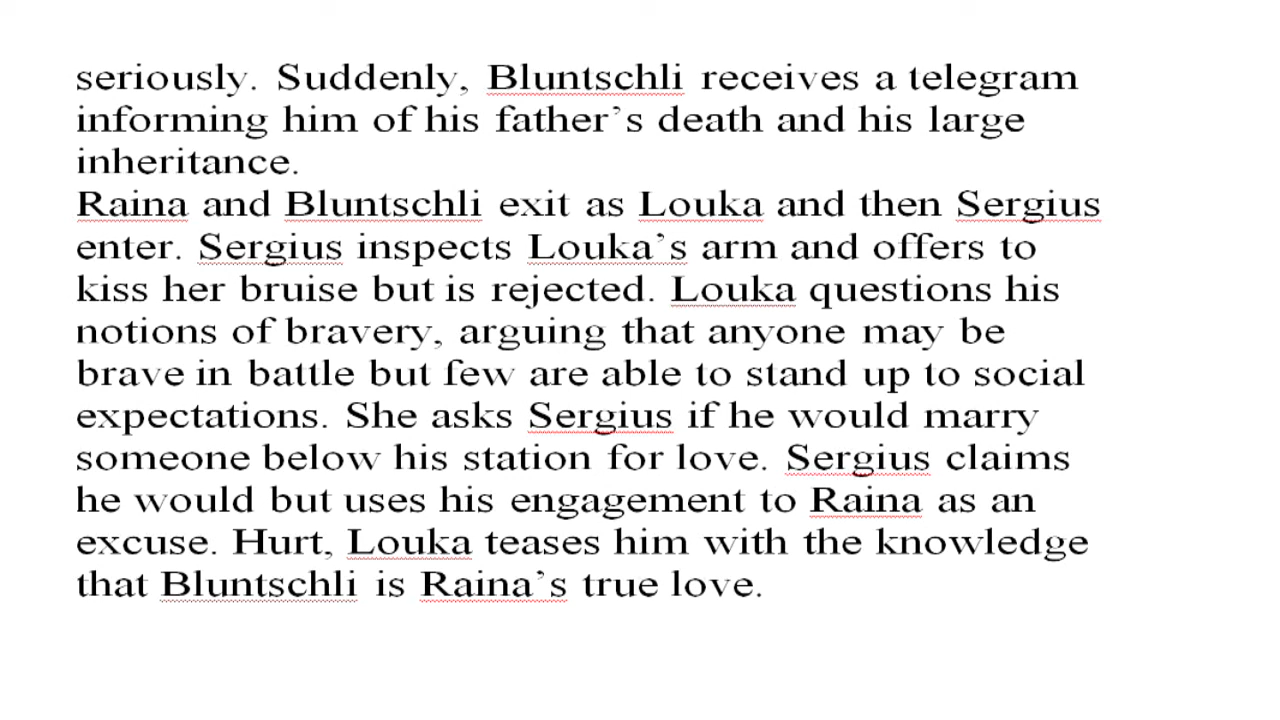 seriously. Suddenly, Bluntschli receives a telegram
informing him of his father’s death and his large
inheritance.
Raina and Bluntschli exit as Louka and then Sergius
enter. Sergius inspects Louka’s arm and offers to
kiss her bruise but is rejected. Louka questions his
notions of bravery, arguing that anyone may be
brave in battle but few are able to stand up to social
expectations. She asks Sergius if he would marry
someone below his station for love. Sergius claims
he would but uses his engagement to Raina as an
excuse. Hurt, Louka teases him with the knowledge
that Bluntschli is Raina’s true love.